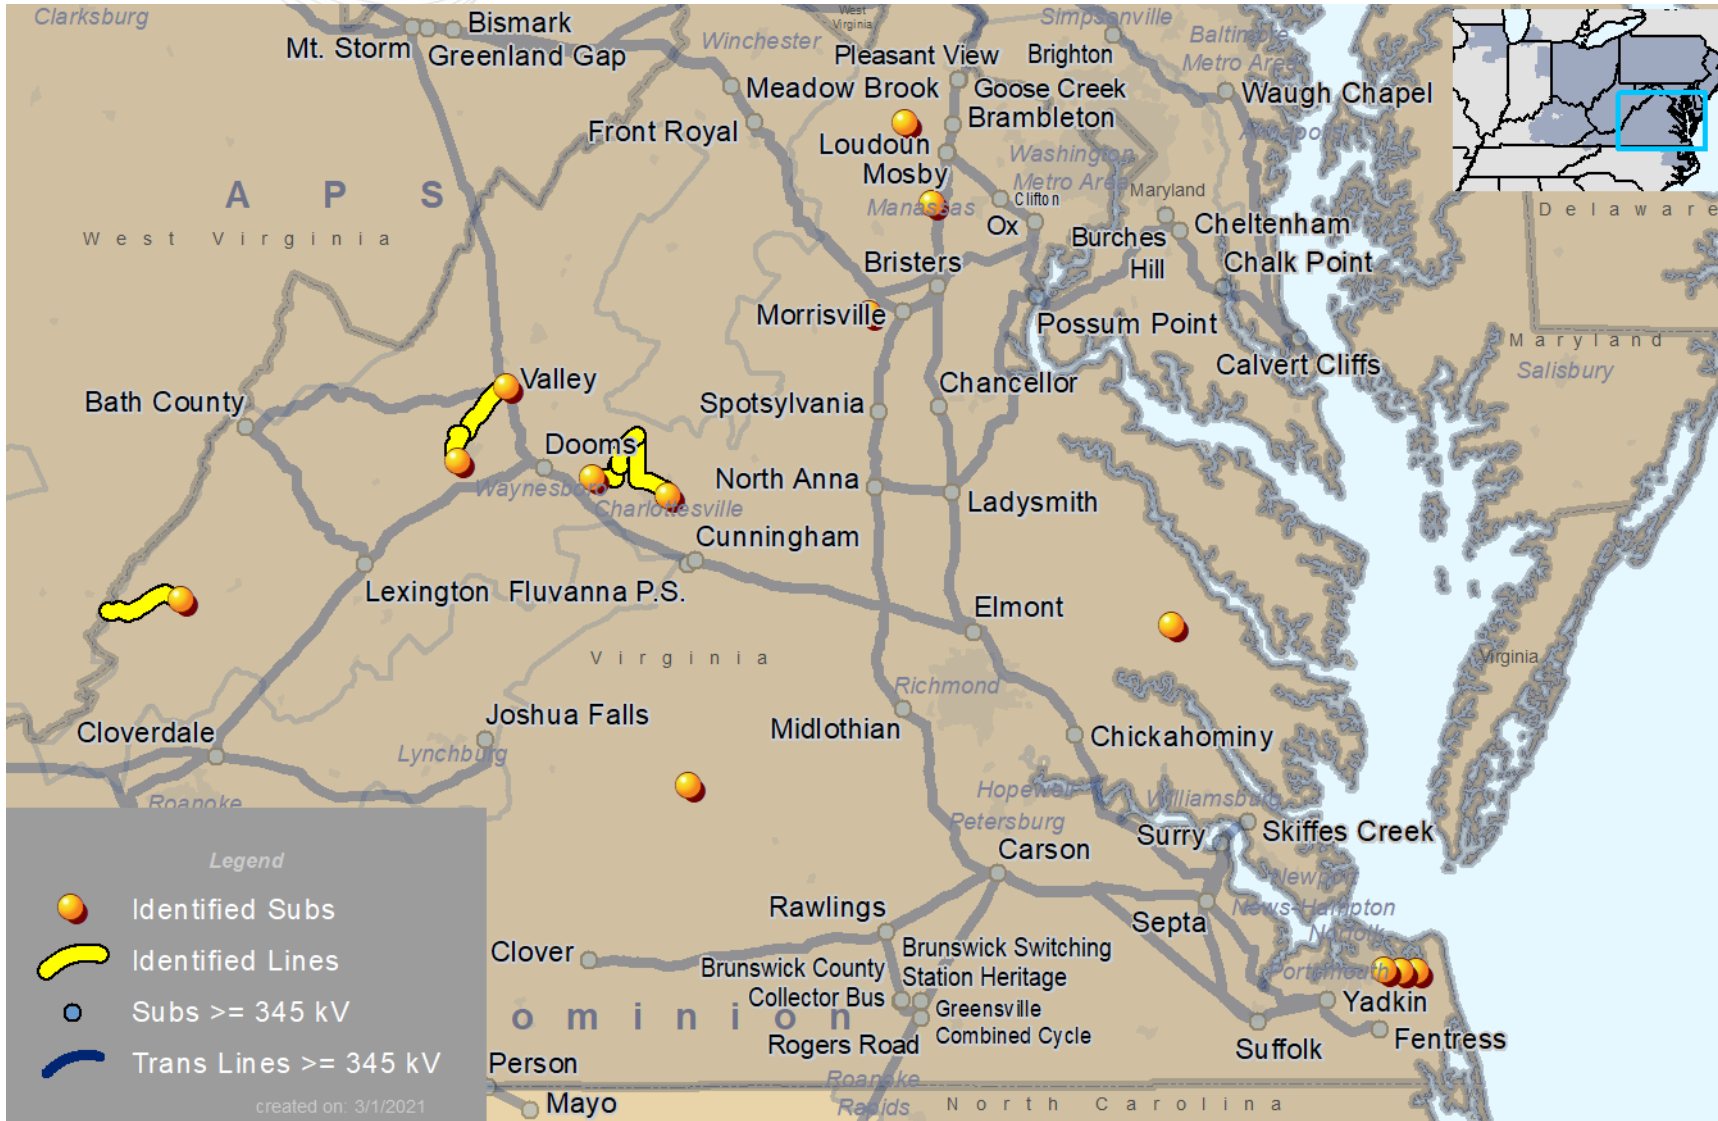 Clarksburg
Bismark
Mt. Storm
Greenland Gap
Winchester
West
Virginia
Simpsonville
Pleasant View
Brighton
Baltimore
Metro Area
Meadow Brook
Goose Creek
Waugh Chapel
Front Royal
Brambleton
Annapolis
Loudoun
Washington
Metro Area
Mosby
Maryland
Manassas
Clifton
A P S
West Virginia
Ox
Burches
Hill
Cheltenham
Delaware
Bristers
Chalk Point
Morrisville
Possum Point
Maryland
Salisbury
Calvert Cliffs
Valley
Bath County
Chancellor
Spotsylvania
Dooms
North Anna
Waynesboro
Charlottesville
Ladysmith
Cunningham
Lexington
Fluvanna P.S.
Elmont
Virginia
Virginia
Richmond
Joshua Falls
Midlothian
Cloverdale
Lynchburg
Chickahominy
Roanoke
Hopewell
Williamsburg
Petersburg
Surry
Skiffes Creek
Carson
Newport
News-Hampton
Norfolk
Rawlings
Septa
Clover
Brunswick Switching
Station Heritage
Brunswick County
Collector Bus
Portsmouth
Yadkin
ominion
Greensville
Combined Cycle
Rogers Road
Suffolk
Fentress
Person
Roanoke
Rapids
Mayo
North Carolina
Legend
Identified Subs
Identified Lines
Subs >= 345 kV
Trans Lines >= 345 kV
created on: 3/1/2021